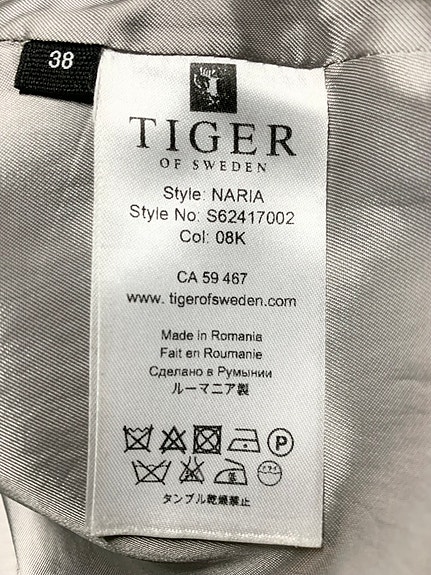 38
TIGER
OF SWEDEN
Style: NARIA
Style No: S62417002
Col: 08K
CA 59 467
www. tigerofsweden.com
Made in Romania
Fait en Roumanie
Сделано в Румынии
ルーマニア製
P
タンブル乾燥禁止